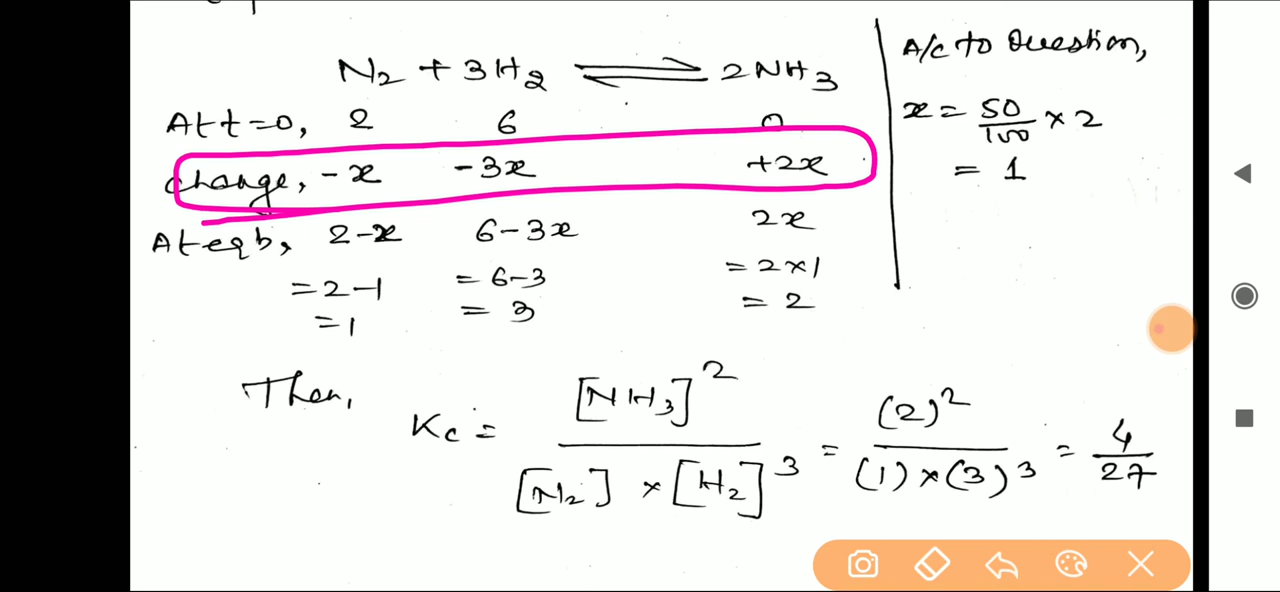 N₂ + 3H₂ ⇌ 2NH₃
At t=0, 2 6 0
change, -x -3x +2x
At eqb, 2-x 6-3x 2x
=2-1 =6-3 =2×1
=1 = 3 = 2
A/c to Question,
x = 50/100 × 2
= 1
Then,
Kc = [NH₃]² / [N₂] × [H₂]³ = (2)² / (1)×(3)³ = 4/27